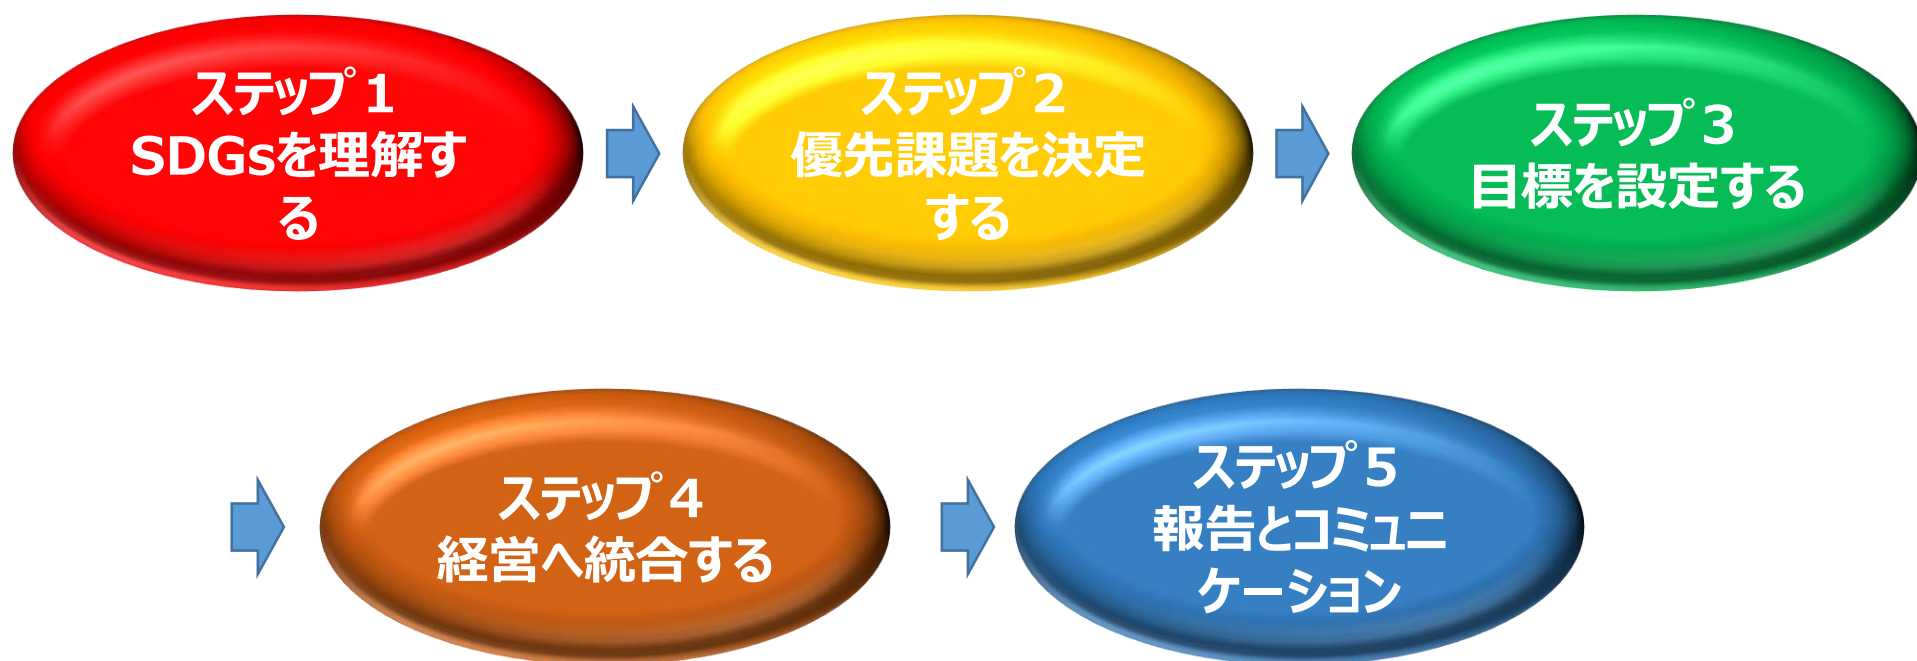 ステップ１
SDGsを理解す
る
ステップ２
優先課題を決定
する
ステップ３
目標を設定する
ステップ４
経営へ統合する
ステップ５
報告とコミュニ
ケーション